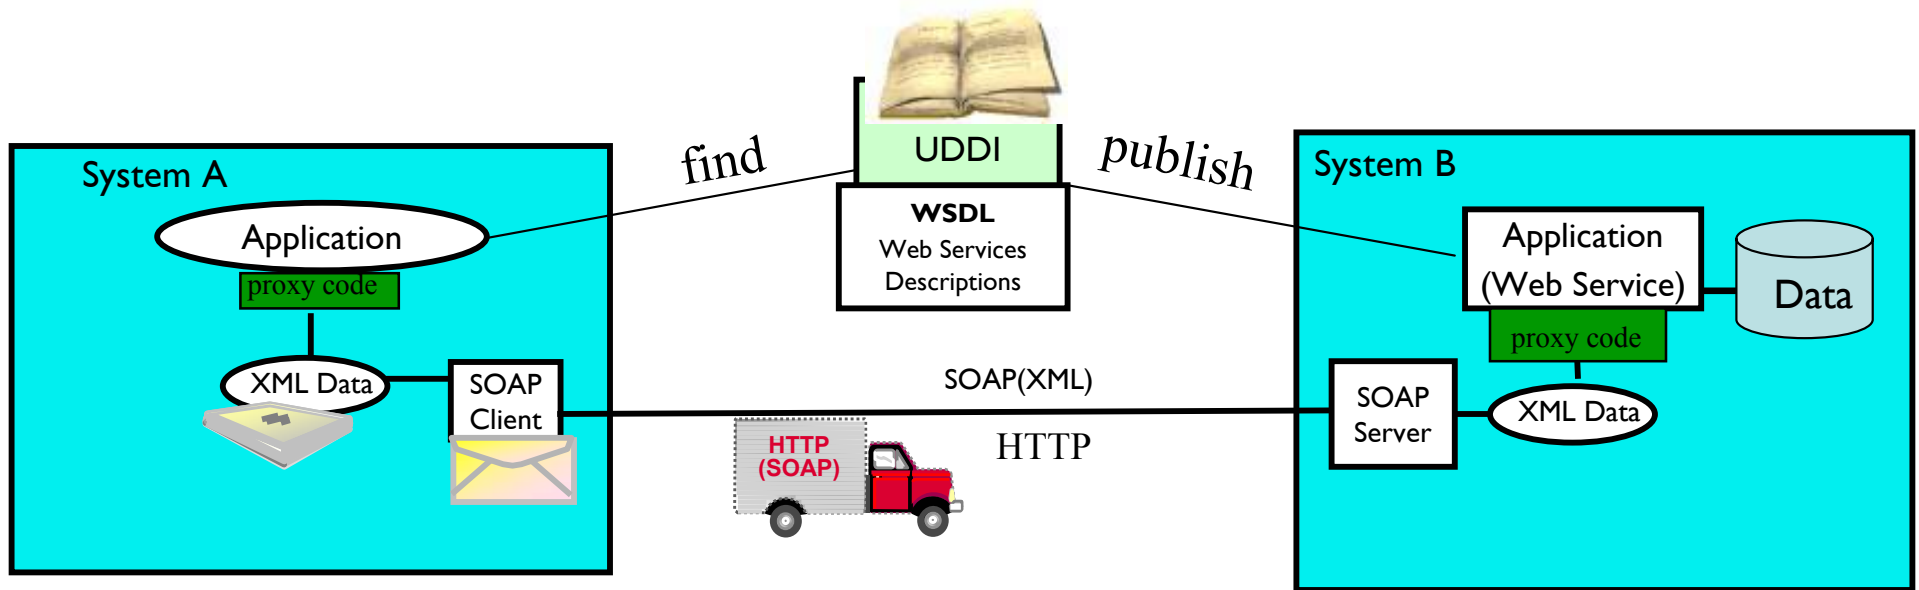 System A
Application
proxy code
XML Data
SOAP
Client
find
UDDI
WSDL
Web Services
Descriptions
publish
SOAP(XML)
HTTP
HTTP
(SOAP)
System B
Application
(Web Service)
proxy code
Data
SOAP
Server
XML Data